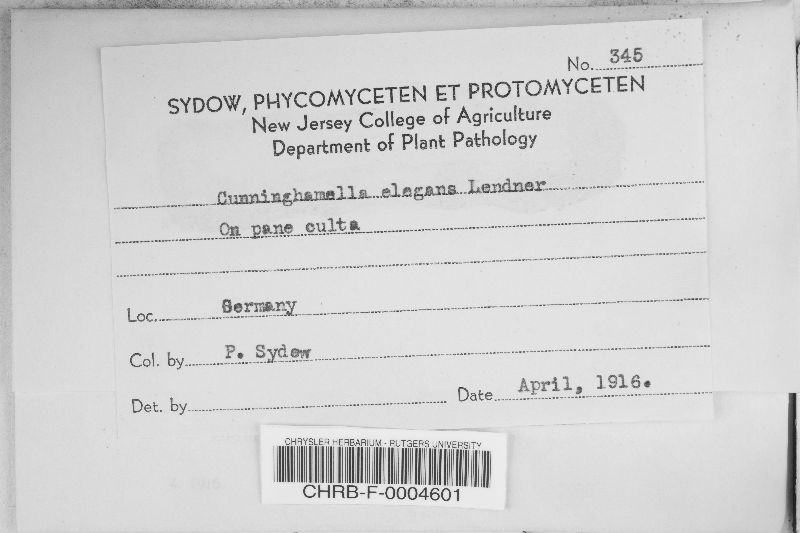 No. 345
SYDOW, PHYCOMYCETEN ET PROTOMYCETEN
New Jersey College of Agriculture
Department of Plant Pathology
Cunninghamella elegans Lendner
On pane culta
Loc. Germany
Col. by P. Sydow
Det. by Date April, 1916.
CHRYSLER HERBARIUM - RUTGERS UNIVERSITY
CHRB-F-0004601